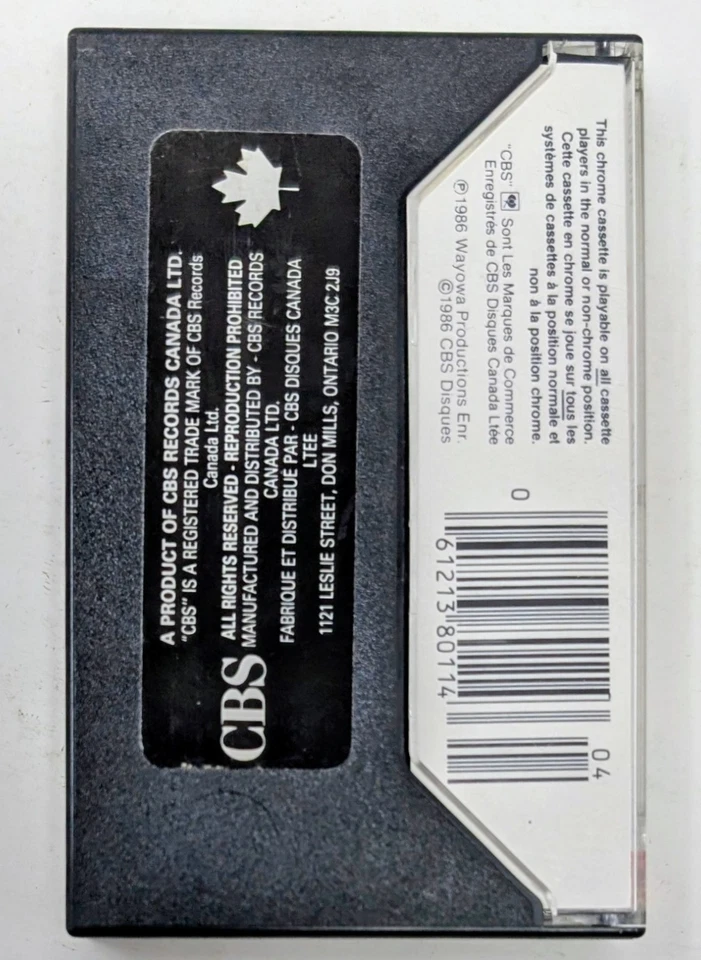 A PRODUCT OF CBS RECORDS CANADA LTD.
"CBS" IS A REGISTERED TRADE MARK OF CBS Records
Canada Ltd.
ALL RIGHTS RESERVED - REPRODUCTION PROHIBITED
MANUFACTURED AND DISTRIBUTED BY - CBS RECORDS
CANADA LTD.
FABRIQUE ET DISTRIBUÉ PAR - CBS DISQUES CANADA
LTEE
1121 LESLIE STREET, DON MILLS, ONTARIO M3C 2J9
CBS
This chrome cassette is playable on all cassette
players in the normal or non-chrome position.
Cette cassette en chrome se joue sur tous les
systèmes de cassettes à la position normale et
non à la position chrome.
"CBS" Sont Les Marques de Commerce
Enregistrés de CBS Disques Canada Ltée
℗1986 Wayowa Productions Enr.
©1986 CBS Disques
0
61213 80114
04